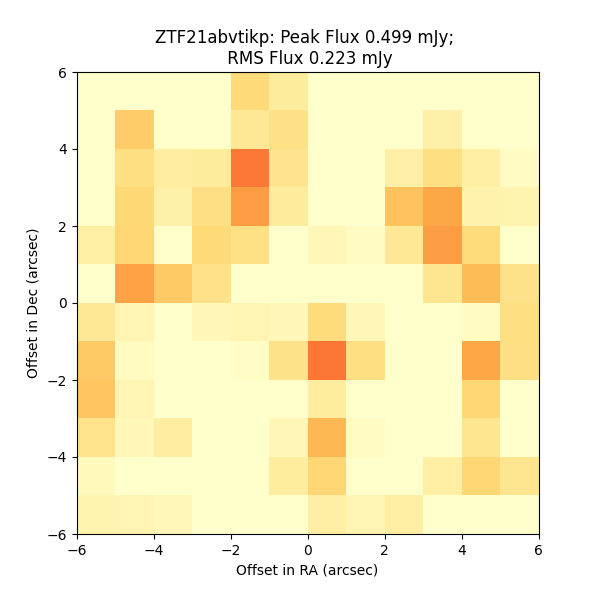 ZTF21abvtikp: Peak Flux 0.499 mJy;
RMS Flux 0.223 mJy
6
4
2
0
−2
−4
−6
Offset in Dec (arcsec)
−6 −4 −2 0 2 4 6
Offset in RA (arcsec)